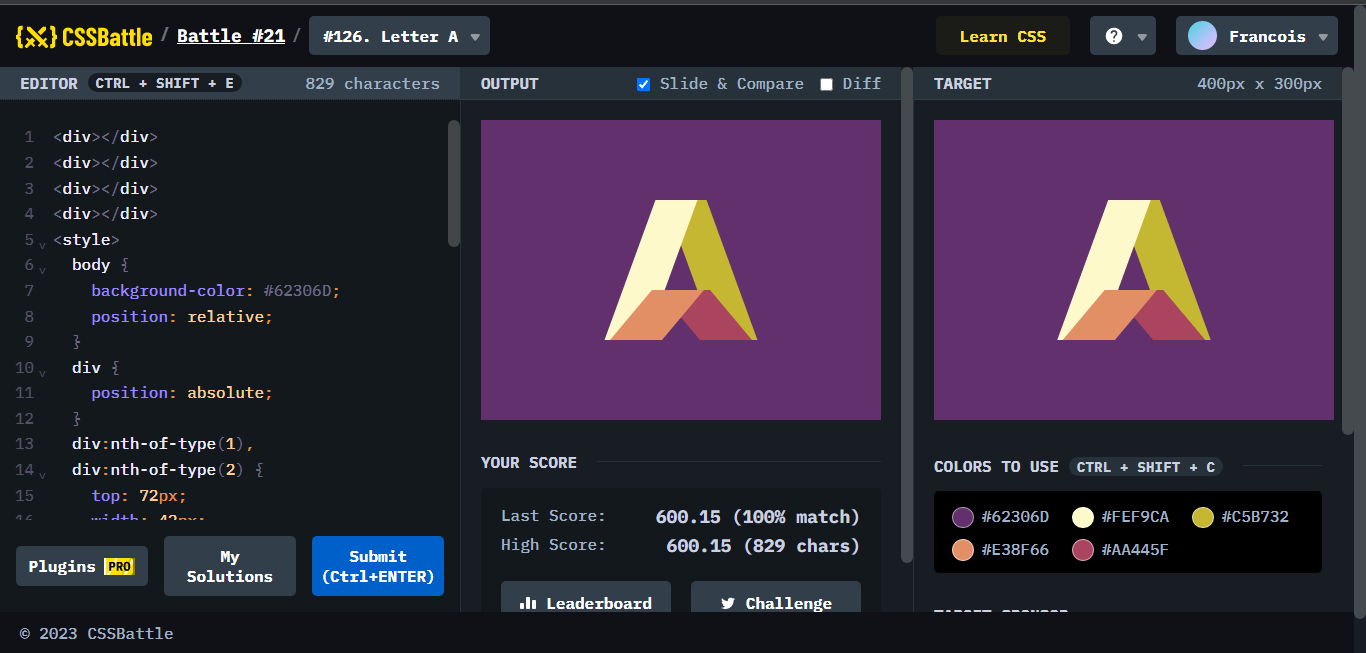 {X} CSSBattle / Battle #21 / #126. Letter A Learn CSS ? Francois
EDITOR CTRL + SHIFT + E 829 characters
1 <div></div>
2 <div></div>
3 <div></div>
4 <div></div>
5 <style>
6 body {
7 background-color: #62306D;
8 position: relative;
9 }
10 div {
11 position: absolute;
12 }
13 div:nth-of-type(1),
14 div:nth-of-type(2) {
15 top: 72px;
16 width: 42px;
Plugins PRO
My
Solutions
Submit
(Ctrl+ENTER)
OUTPUT Slide & Compare Diff
YOUR SCORE
Last Score: 600.15 (100% match)
High Score: 600.15 (829 chars)
Leaderboard Challenge
TARGET 400px x 300px
COLORS TO USE CTRL + SHIFT + C
#62306D #FEF9CA #C5B732
#E38F66 #AA445F
TARGET SPONSOR
© 2023 CSSBattle